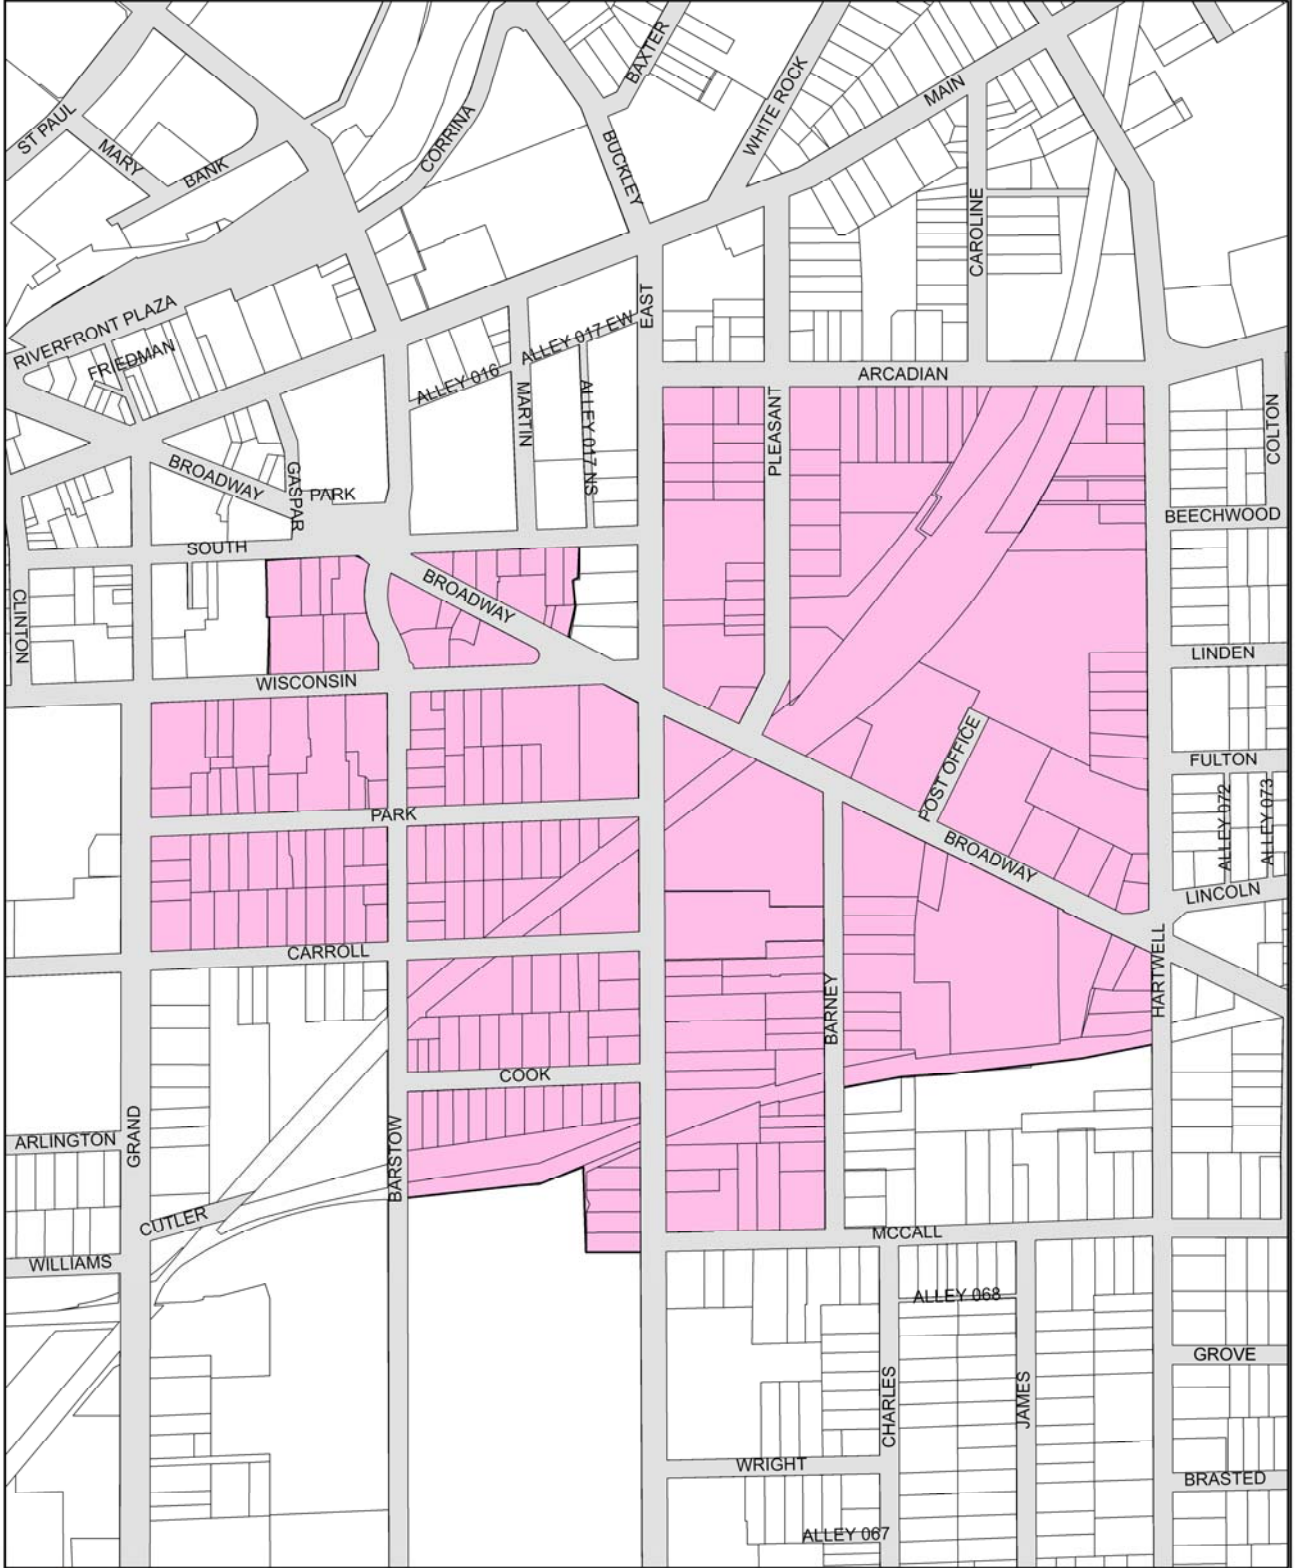 BAXTER
WHITE ROCK
MAIN
ST PAUL
MARY
BANK
CORRINA
BUCKLEY
CAROLINE
RIVERFRONT PLAZA
FRIEDMAN
EAST
ALLEY 017 EW
ALLEY 016
ARCADIAN
MARTIN
ALLEY 017 NS
PLEASANT
COLTON
BROADWAY
GASPAR
PARK
BEECHWOOD
SOUTH
CLINTON
BROADWAY
LINDEN
WISCONSIN
POST OFFICE
FULTON
ALLEY 072
ALLEY 073
PARK
BROADWAY
LINCOLN
CARROLL
HARTWELL
BARNEY
COOK
GRAND
ARLINGTON
BARSTOW
CUTLER
MCCALL
WILLIAMS
ALLEY 068
GROVE
CHARLES
JAMES
WRIGHT
BRASTED
ALLEY 067